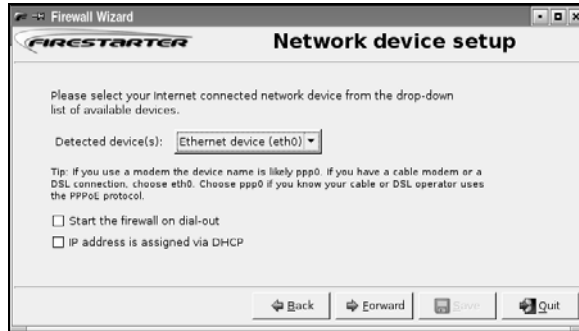 Firewall Wizard
FIRESTARTER
Network device setup
Please select your Internet connected network device from the drop-down
list of available devices.
Detected device(s): Ethernet device (eth0)
Tip: If you use a modem the device name is likely ppp0. If you have a cable modem or a
DSL connection, choose eth0. Choose ppp0 if you know your cable or DSL operator uses
the PPPoE protocol.
Start the firewall on dial-out
IP address is assigned via DHCP
Back Forward Save Quit